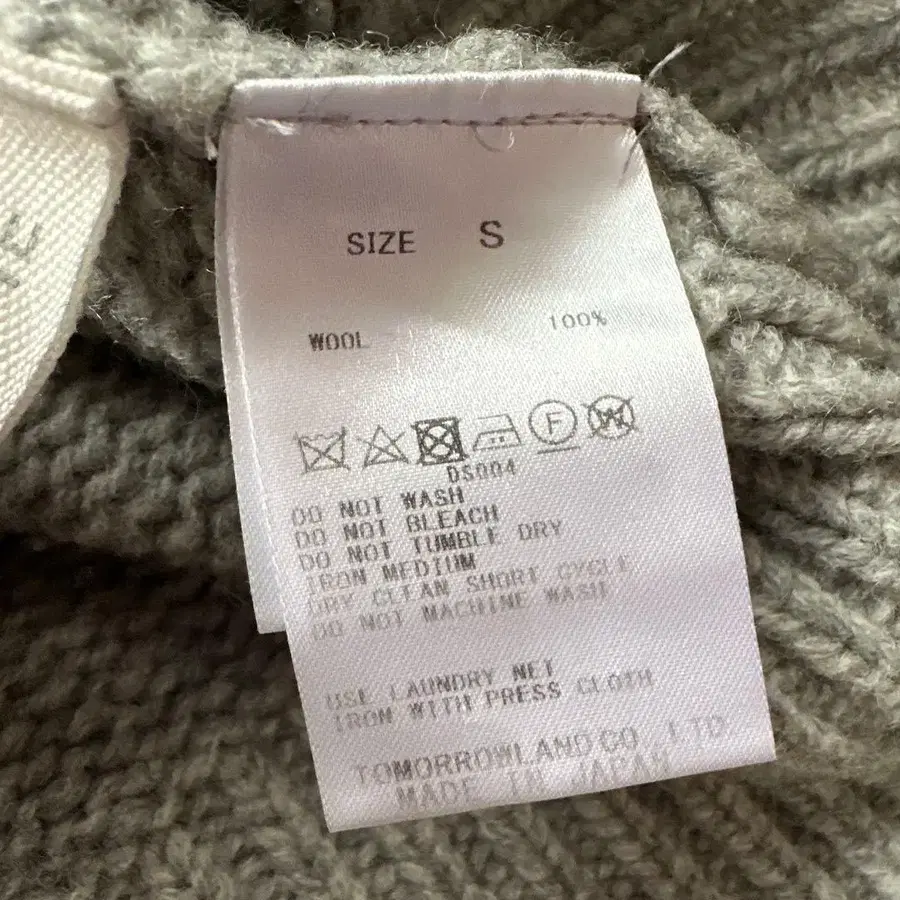 SIZE S
WOOL 100%
F W
DS004
DO NOT WASH
DO NOT BLEACH
DO NOT TUMBLE DRY
IRON MEDIUM
DRY CLEAN SHORT CYCLE
DO NOT MACHINE WASH
USE LAUNDRY NET
IRON WITH PRESS CLOTH
TOMORROWLAND CO., LTD.
MADE IN JAPAN